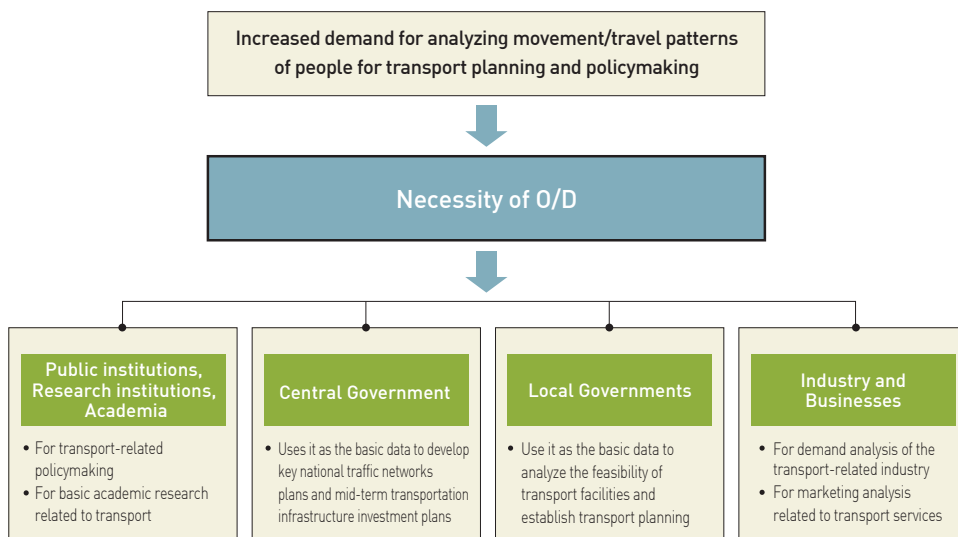 Increased demand for analyzing movement/travel patterns
of people for transport planning and policymaking
Necessity of O/D
Public institutions,
Research institutions,
Academia
• For transport-related
policymaking
• For basic academic research
related to transport
Central Government
• Uses it as the basic data to develop
key national traffic networks
plans and mid-term transportation
infrastructure investment plans
Local Governments
• Use it as the basic data to
analyze the feasibility of
transport facilities and
establish transport planning
Industry and
Businesses
• For demand analysis of the
transport-related industry
• For marketing analysis
related to transport services